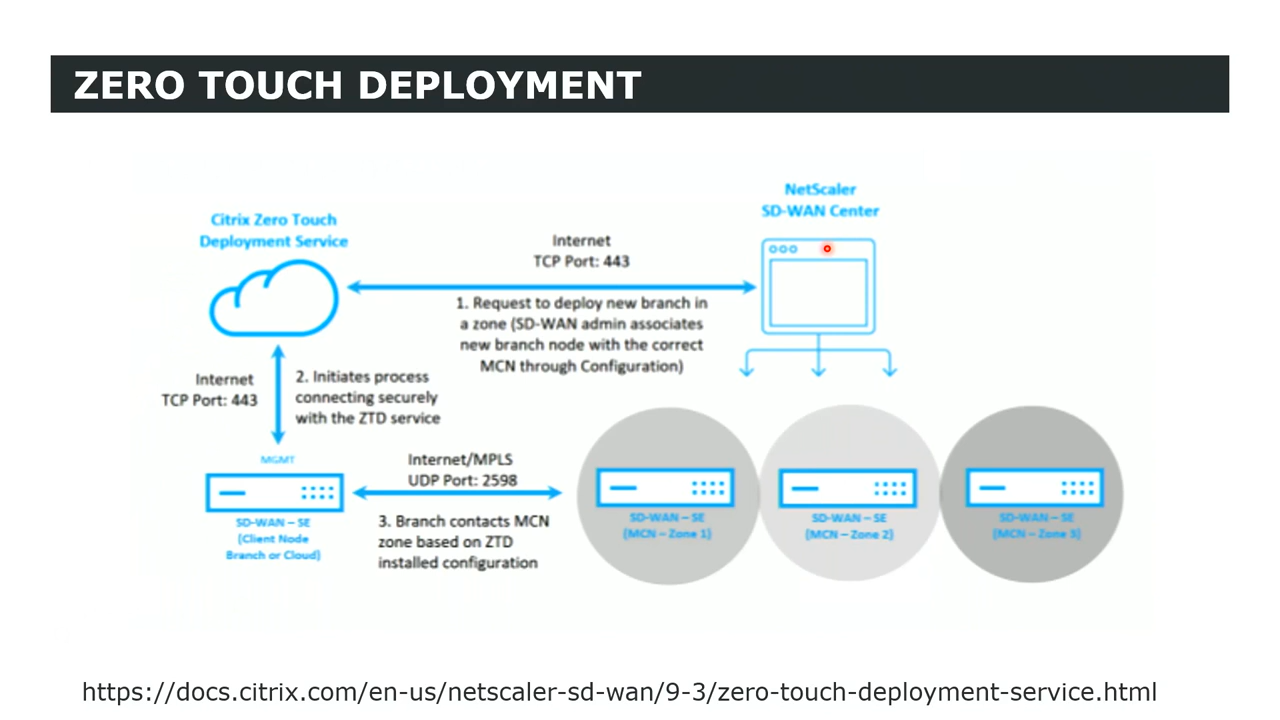 ZERO TOUCH DEPLOYMENT
NetScaler
SD-WAN Center
Citrix Zero Touch
Deployment Service
Internet
TCP Port: 443
1. Request to deploy new branch in
a zone (SD-WAN admin associates
new branch node with the correct
MCN through Configuration)
Internet
TCP Port: 443
2. Initiates process
connecting securely
with the ZTD service
MGMT
SD-WAN – SE
(Client Node
Branch or Cloud)
Internet/MPLS
UDP Port: 2598
3. Branch contacts MCN
zone based on ZTD
installed configuration
SD-WAN – SE
(MCN – Zone 1)
SD-WAN – SE
(MCN – Zone 2)
SD-WAN – SE
(MCN – Zone 3)
https://docs.citrix.com/en-us/netscaler-sd-wan/9-3/zero-touch-deployment-service.html